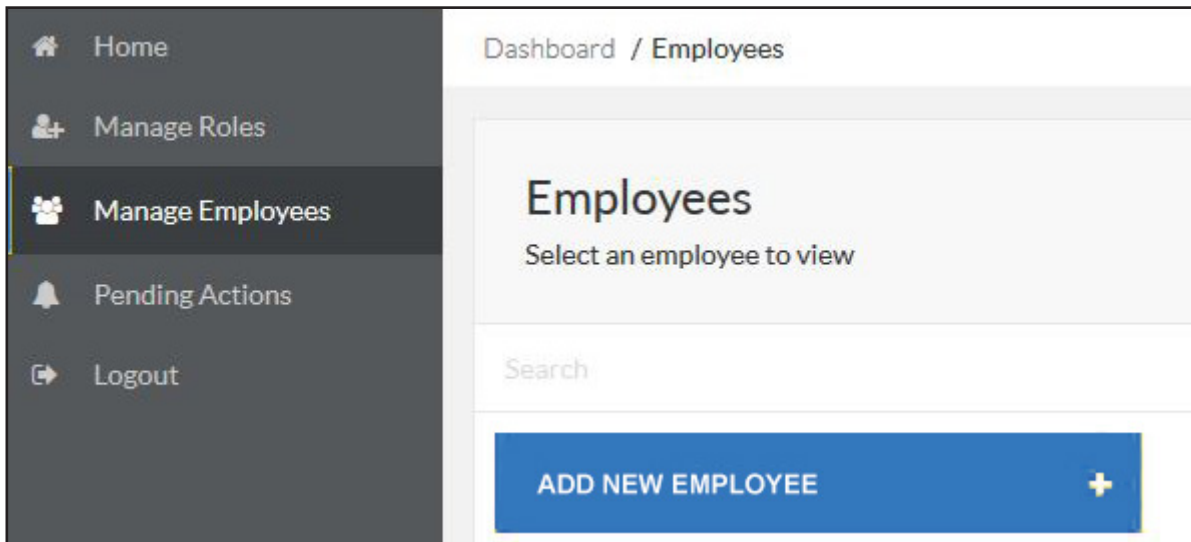 Home
Manage Roles
Manage Employees
Pending Actions
Logout
Dashboard / Employees
Employees
Select an employee to view
Search
ADD NEW EMPLOYEE